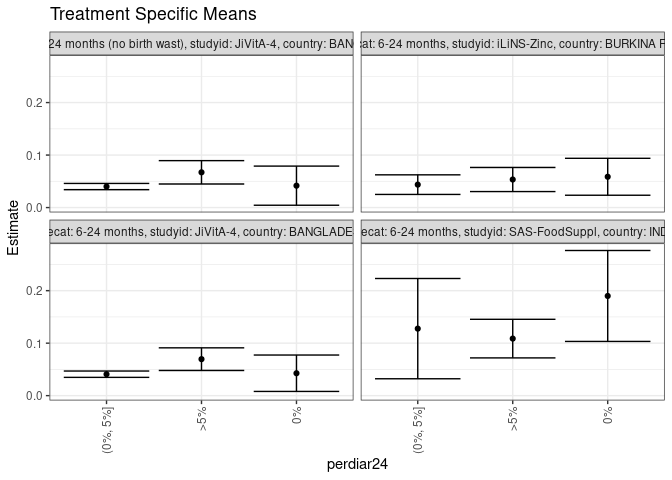 Treatment Specific Means
24 months (no birth wast), studyid: JiVitA-4, country: BAN
cat: 6-24 months, studyid: iLiNS-Zinc, country: BURKINA F
ecat: 6-24 months, studyid: JiVitA-4, country: BANGLADE
ecat: 6-24 months, studyid: SAS-FoodSuppl, country: IND
Estimate
0.2
0.1
0.0
0.2
0.1
0.0
(0%, 5%]
>5%
0%
(0%, 5%]
>5%
0%
perdiar24